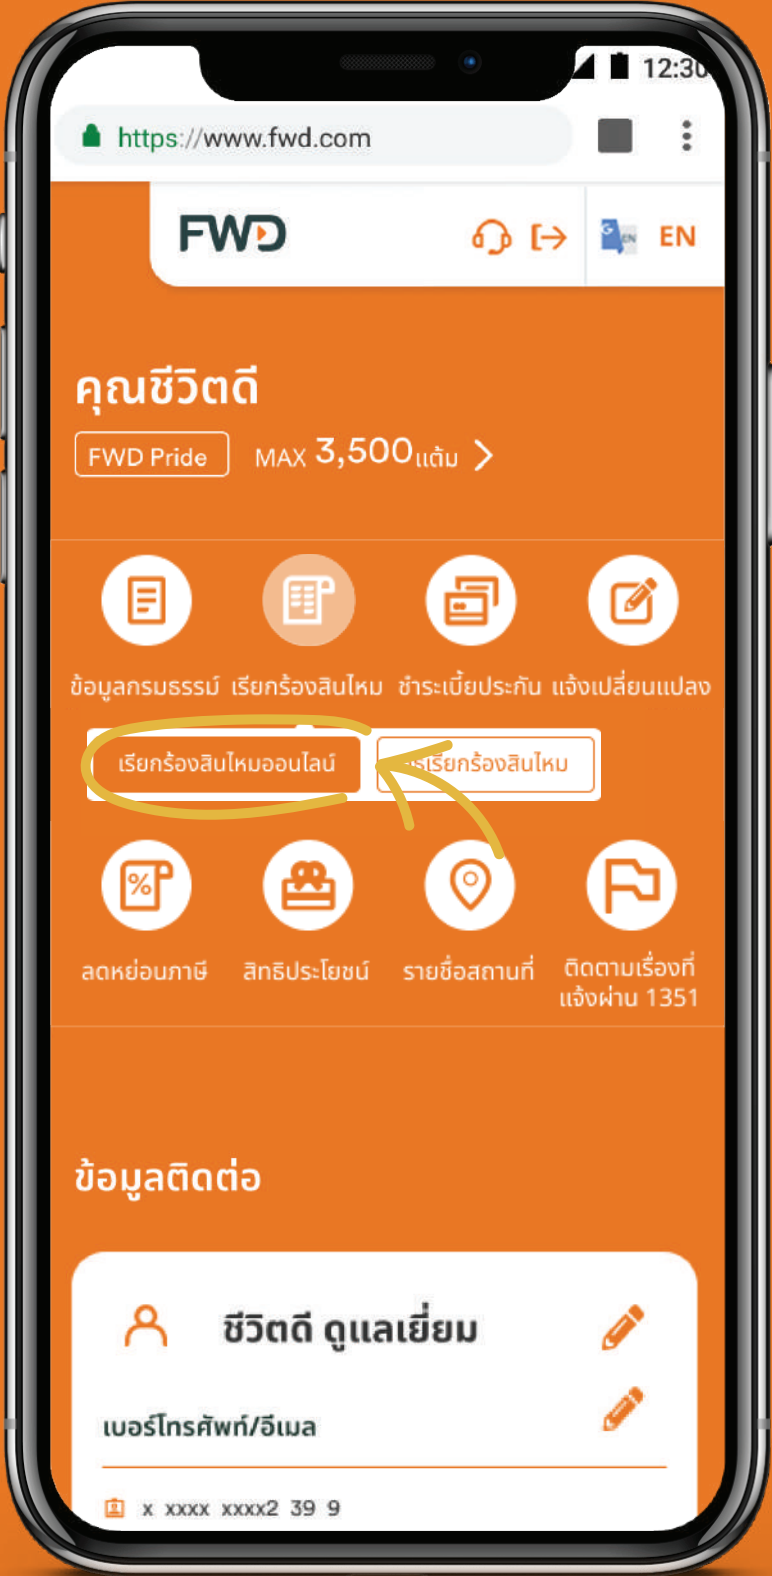 12:30
https://www.fwd.com
FWD EN
คุณชีวิตดี
FWD Pride MAX 3,500 แต้ม
ข้อมูลกรมธรรม์ เรียกร้องสินไหม ชำระเบี้ยประกัน แจ้งเปลี่ยนแปลง
เรียกร้องสินไหมออนไลน์ เรียกร้องสินไหม
ลดหย่อนภาษี สิทธิประโยชน์ รายชื่อสถานที่ ติดตามเรื่องที่
แจ้งผ่าน 1351
ข้อมูลติดต่อ
ชีวิตดี ดูแลเยี่ยม
เบอร์โทรศัพท์/อีเมล
x xxxx xxxx2 39 9